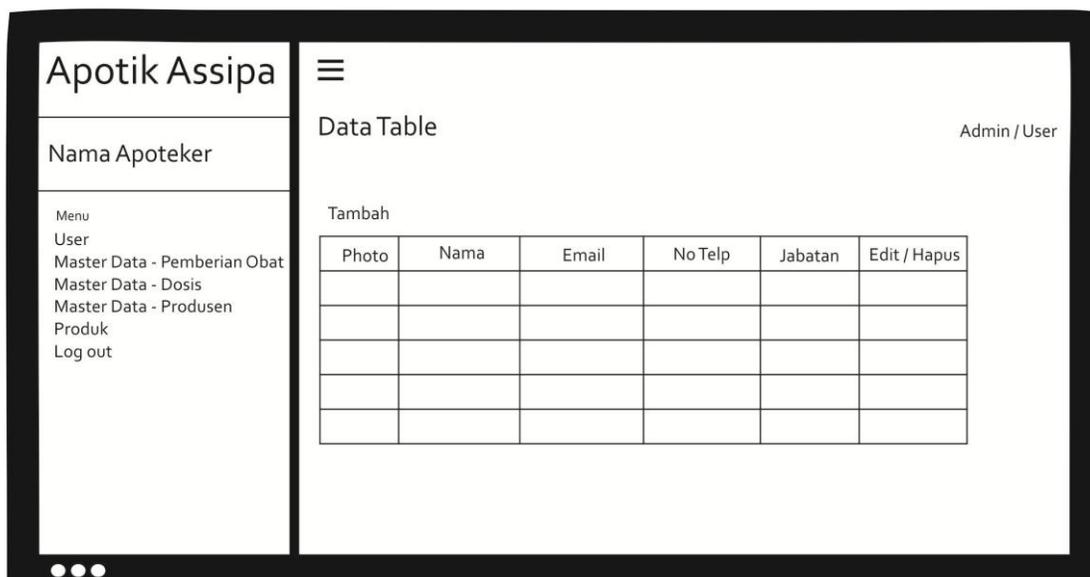 Apotik Assipa
Nama Apoteker
Menu
User
Master Data - Pemberian Obat
Master Data - Dosis
Master Data - Produsen
Produk
Log out
Data Table
Admin / User
Tambah
Photo Nama Email No Telp Jabatan Edit / Hapus